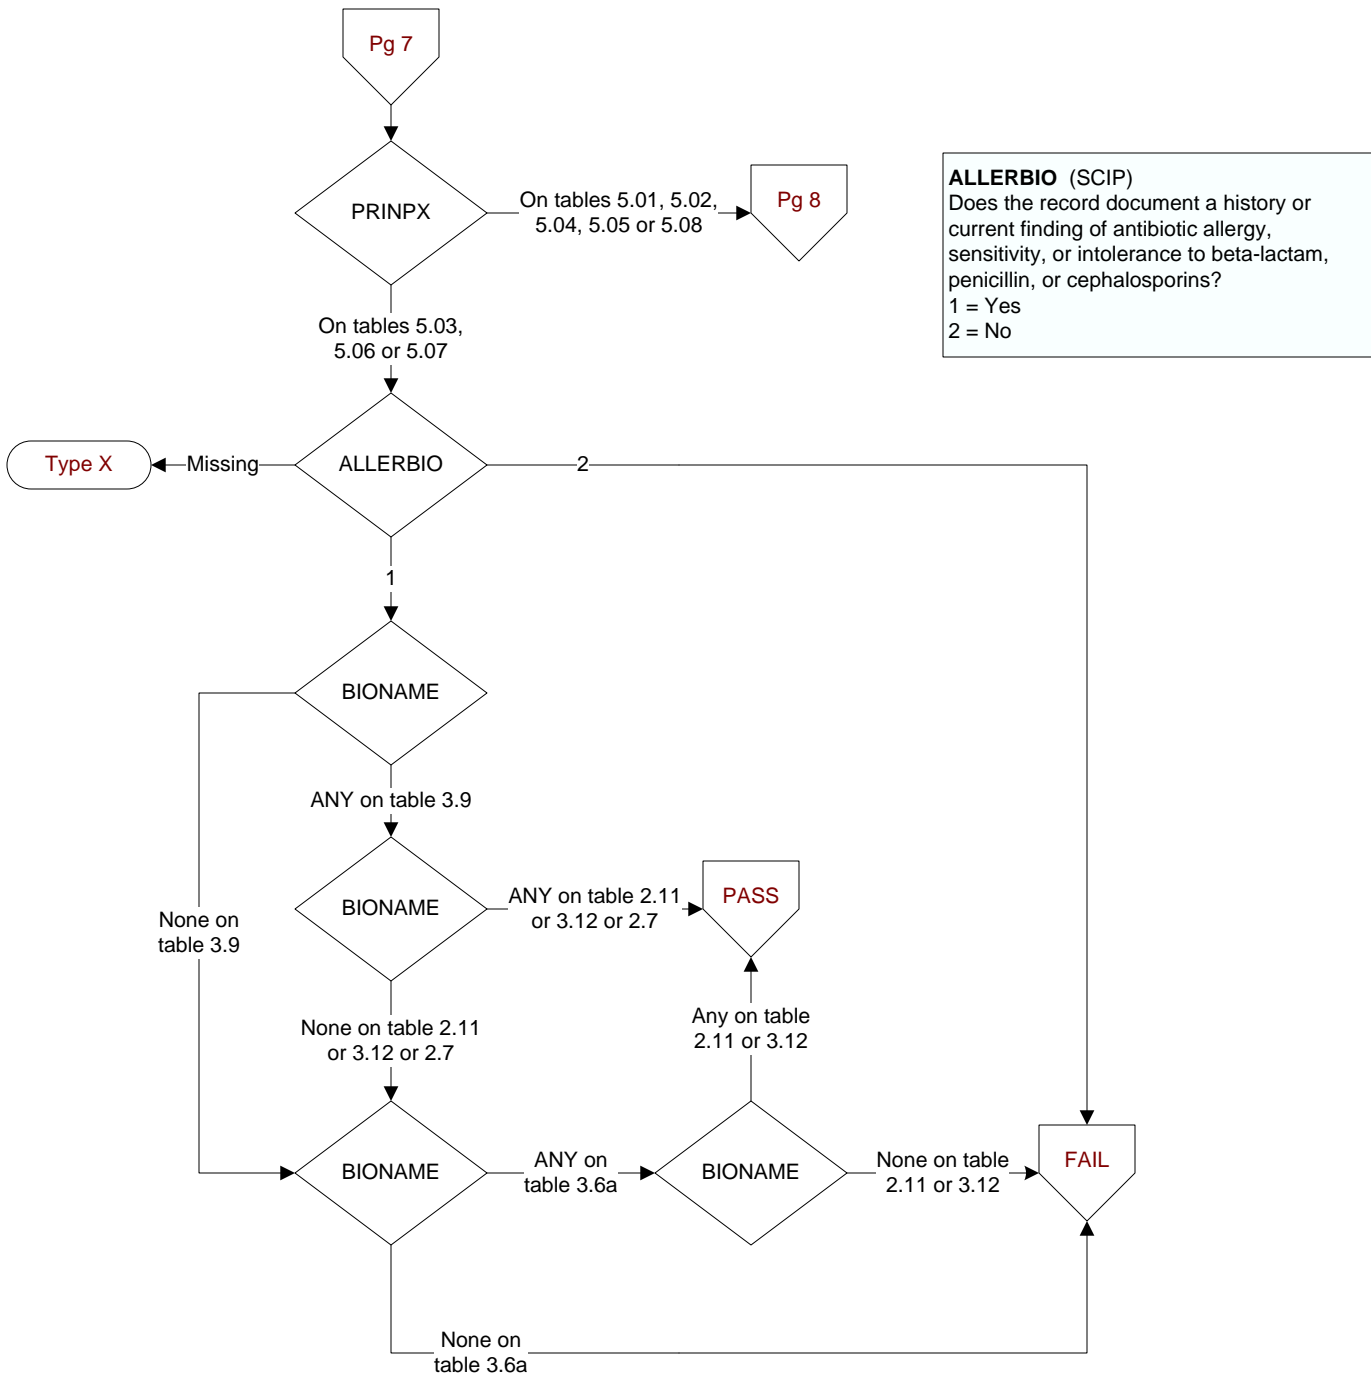 Pg 7
PRINPX
On tables 5.01, 5.02,
5.04, 5.05 or 5.08
Pg 8
ALLERBIO (SCIP)
Does the record document a history or
current finding of antibiotic allergy,
sensitivity, or intolerance to beta-lactam,
penicillin, or cephalosporins?
1 = Yes
2 = No
On tables 5.03,
5.06 or 5.07
Type X
Missing
ALLERBIO
2
1
BIONAME
ANY on table 3.9
None on
table 3.9
BIONAME
ANY on table 2.11
or 3.12 or 2.7
PASS
None on table 2.11
or 3.12 or 2.7
Any on table
2.11 or 3.12
BIONAME
ANY on
table 3.6a
BIONAME
None on table
2.11 or 3.12
FAIL
None on
table 3.6a